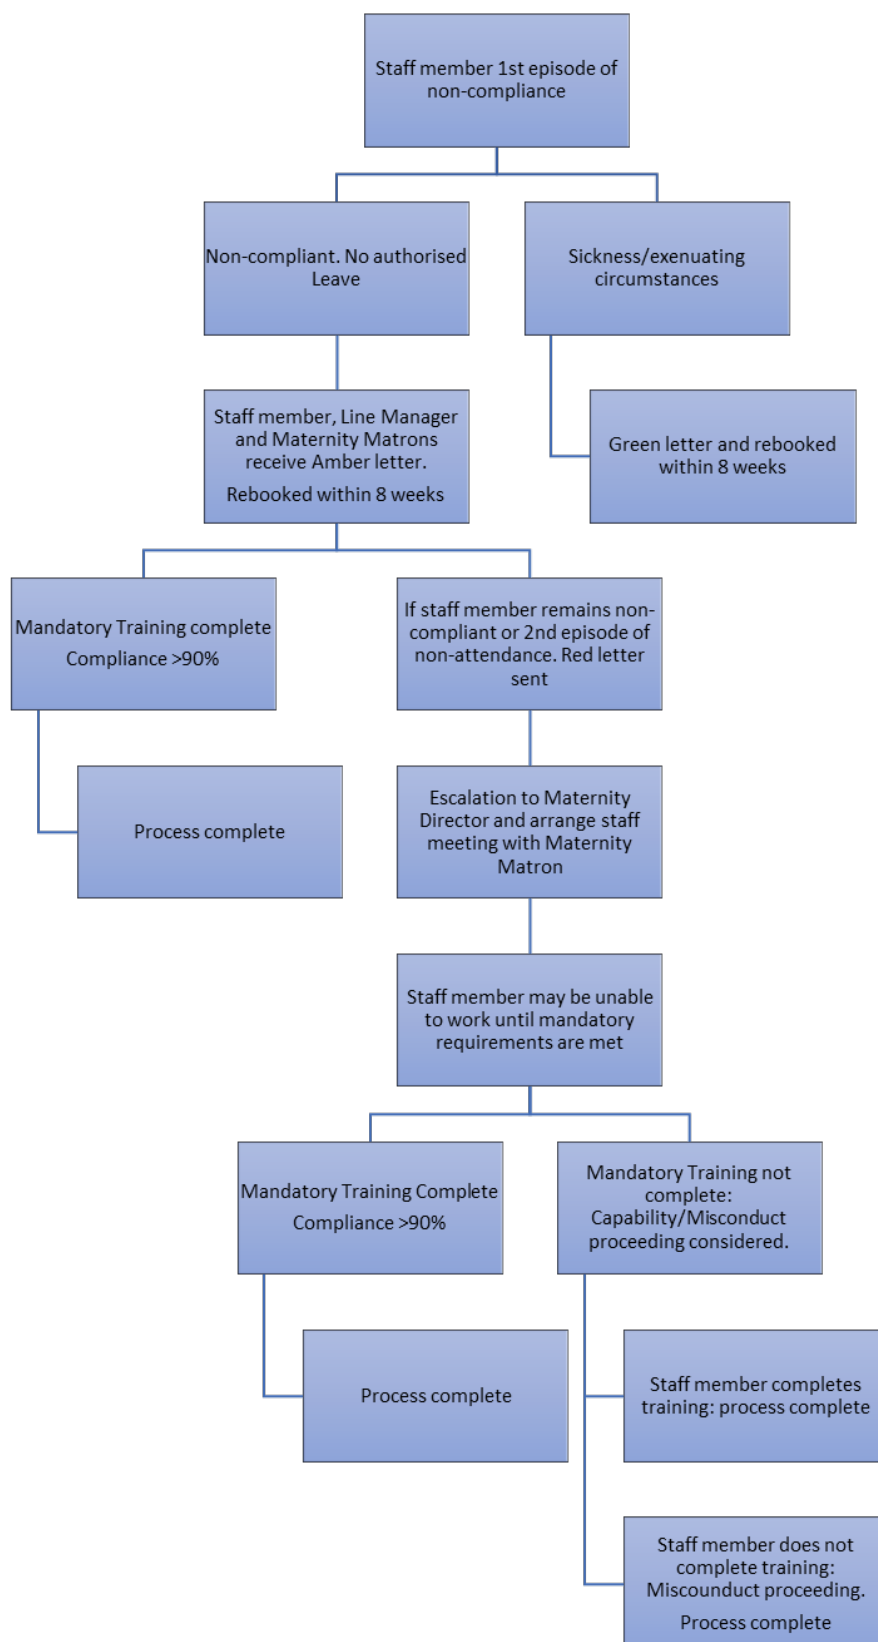 Staff member 1st episode of
non-compliance
Non-compliant. No authorised
Leave
Sickness/exenuating
circumstances
Staff member, Line Manager
and Maternity Matrons
receive Amber letter.
Rebooked within 8 weeks
Green letter and rebooked
within 8 weeks
Mandatory Training complete
Compliance >90%
If staff member remains non-
compliant or 2nd episode of
non-attendance. Red letter
sent
Process complete
Escalation to Maternity
Director and arrange staff
meeting with Maternity
Matron
Staff member may be unable
to work until mandatory
requirements are met
Mandatory Training Complete
Compliance >90%
Mandatory Training not
complete:
Capability/Misconduct
proceeding considered.
Process complete
Staff member completes
training: process complete
Staff member does not
complete training:
Miscounduct proceeding.
Process complete